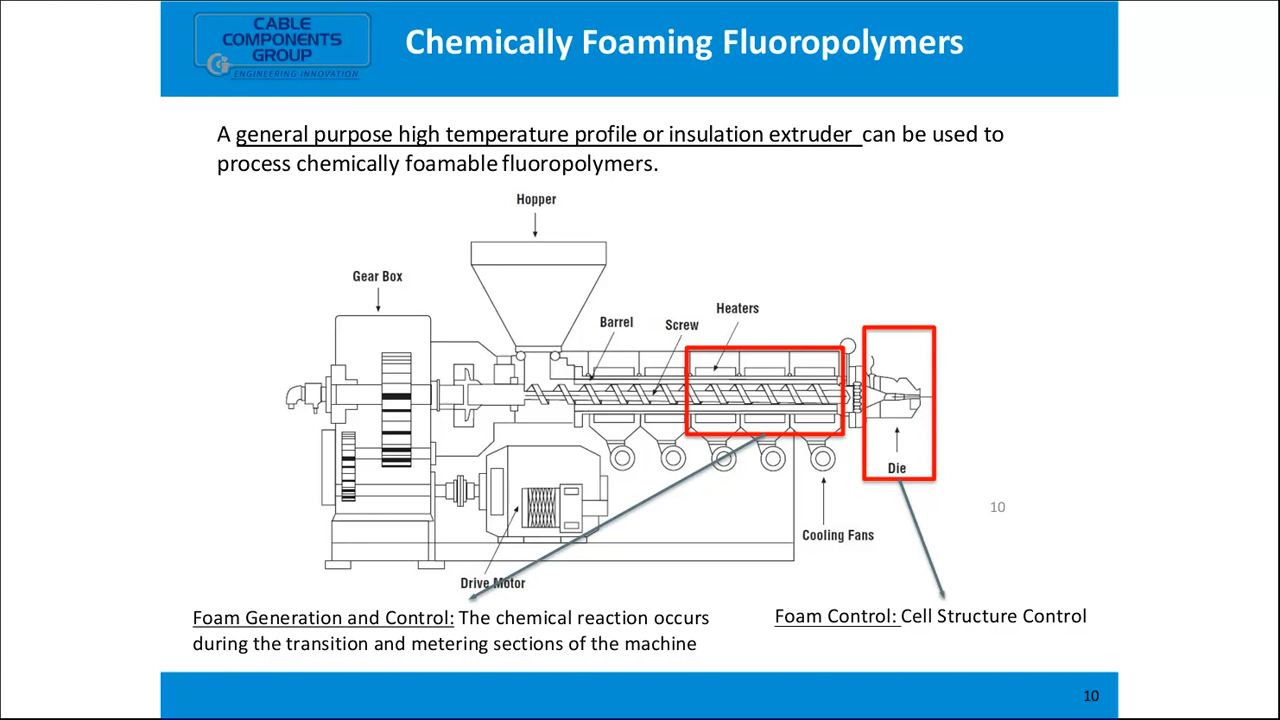 CABLE
COMPONENTS
GROUP
ENGINEERING INNOVATION
Chemically Foaming Fluoropolymers
A general purpose high temperature profile or insulation extruder can be used to
process chemically foamable fluoropolymers.
Hopper
Gear Box
Heaters
Barrel
Screw
Die
10
Cooling Fans
Drive Motor
Foam Generation and Control: The chemical reaction occurs
during the transition and metering sections of the machine
Foam Control: Cell Structure Control
10